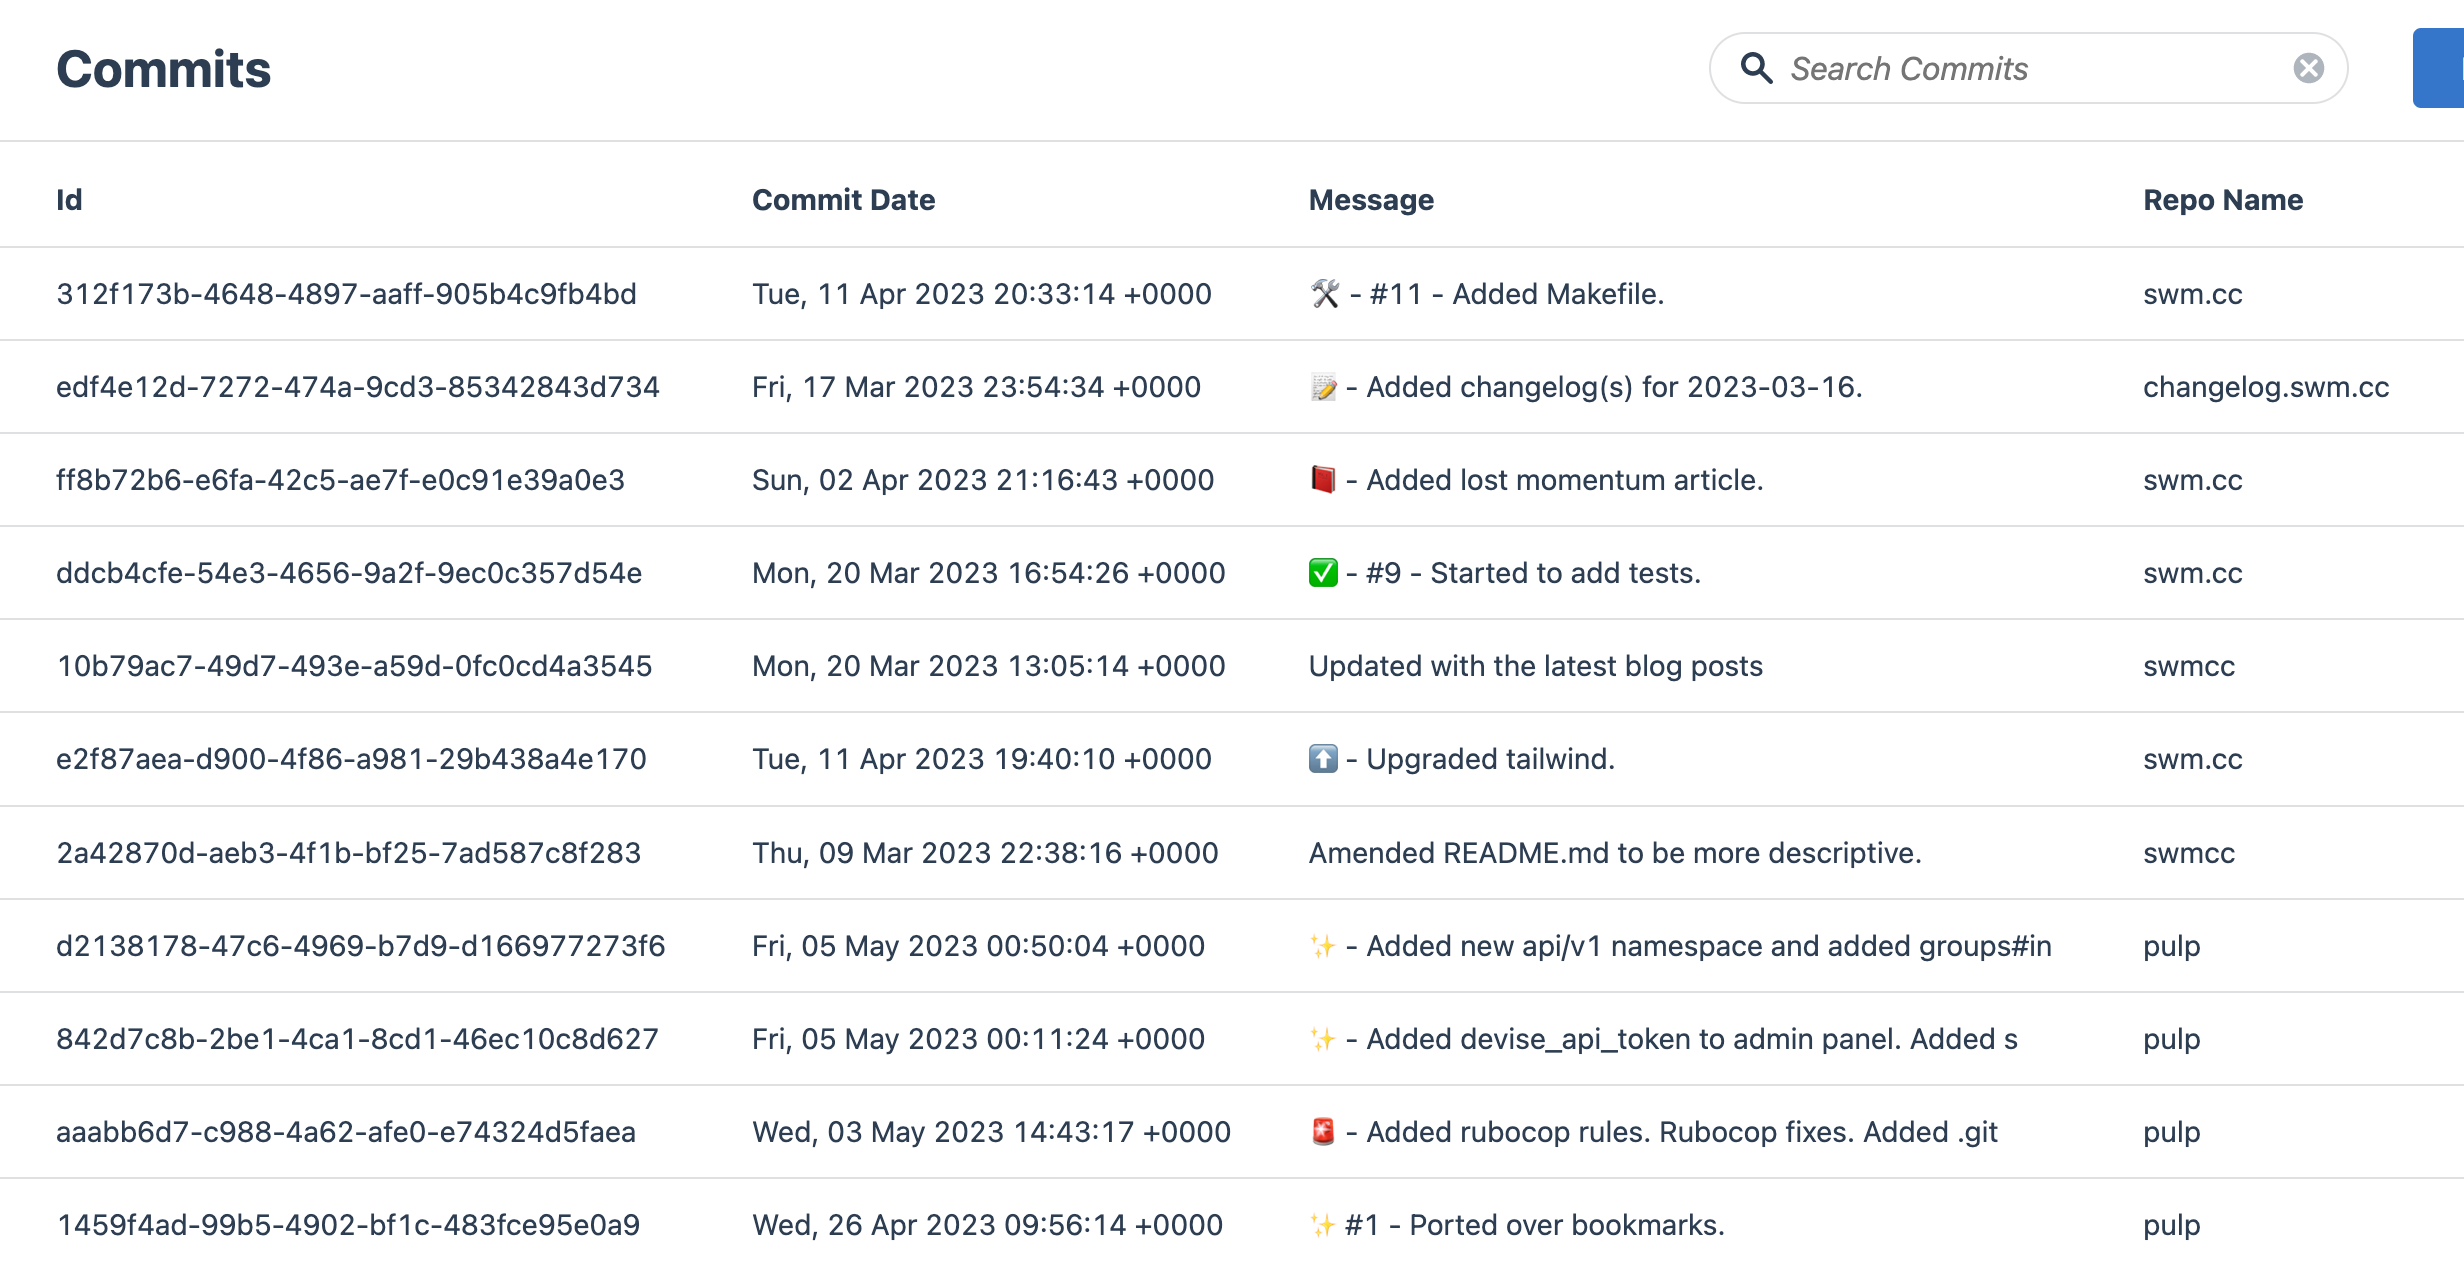 Commits
Search Commits
Id Commit Date Message Repo Name
312f173b-4648-4897-aaff-905b4c9fb4bd Tue, 11 Apr 2023 20:33:14 +0000 🛠 - #11 - Added Makefile. swm.cc
edf4e12d-7272-474a-9cd3-85342843d734 Fri, 17 Mar 2023 23:54:34 +0000 📝 - Added changelog(s) for 2023-03-16. changelog.swm.cc
ff8b72b6-e6fa-42c5-ae7f-e0c91e39a0e3 Sun, 02 Apr 2023 21:16:43 +0000 📕 - Added lost momentum article. swm.cc
ddcb4cfe-54e3-4656-9a2f-9ec0c357d54e Mon, 20 Mar 2023 16:54:26 +0000 ✅ - #9 - Started to add tests. swm.cc
10b79ac7-49d7-493e-a59d-0fc0cd4a3545 Mon, 20 Mar 2023 13:05:14 +0000 Updated with the latest blog posts swmcc
e2f87aea-d900-4f86-a981-29b438a4e170 Tue, 11 Apr 2023 19:40:10 +0000 ⬆️ - Upgraded tailwind. swm.cc
2a42870d-aeb3-4f1b-bf25-7ad587c8f283 Thu, 09 Mar 2023 22:38:16 +0000 Amended README.md to be more descriptive. swmcc
d2138178-47c6-4969-b7d9-d166977273f6 Fri, 05 May 2023 00:50:04 +0000 ✨ - Added new api/v1 namespace and added groups#in pulp
842d7c8b-2be1-4ca1-8cd1-46ec10c8d627 Fri, 05 May 2023 00:11:24 +0000 ✨ - Added devise_api_token to admin panel. Added s pulp
aaabb6d7-c988-4a62-afe0-e74324d5faea Wed, 03 May 2023 14:43:17 +0000 🚨 - Added rubocop rules. Rubocop fixes. Added .git pulp
1459f4ad-99b5-4902-bf1c-483fce95e0a9 Wed, 26 Apr 2023 09:56:14 +0000 ✨ #1 - Ported over bookmarks. pulp